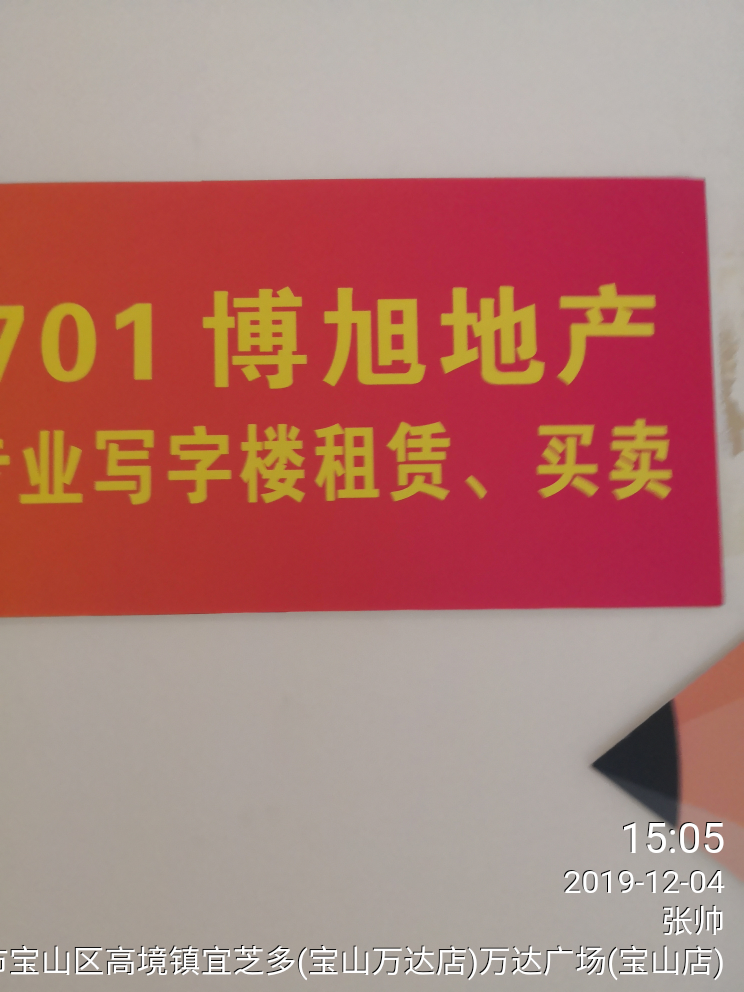 701 博旭地产
专业写字楼租赁、买卖
15:05
2019-12-04
张帅
市宝山区高境镇宜芝多(宝山万达店)万达广场(宝山店)